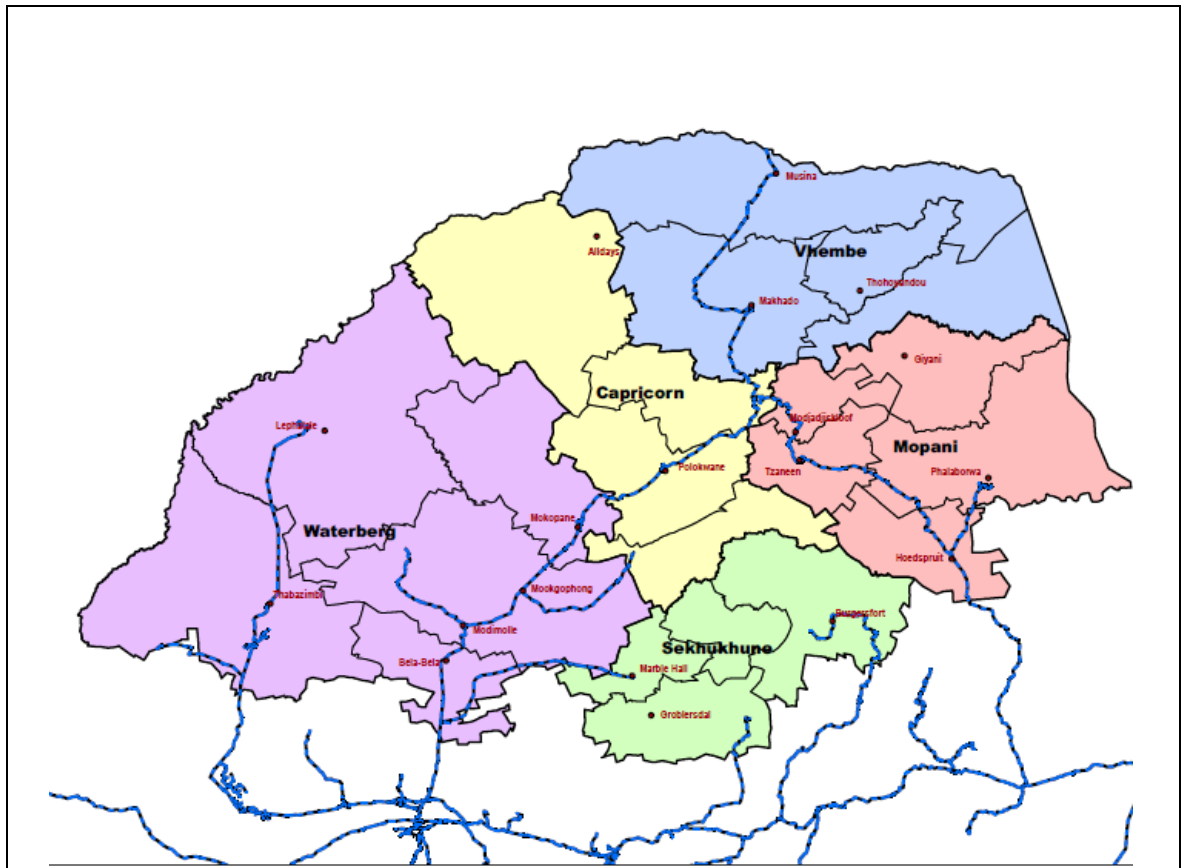 Musina
Alldays
Vhembe
Thohoyandou
Makhado
Giyani
Capricorn
Modjadjiskloof
Lephalale
Mopani
Polokwane
Tzaneen
Phalaborwa
Mokopane
Waterberg
Hoedspruit
Mookgophong
Thabazimbi
Burgersfort
Modimolle
Sekhukhune
Bela-Bela
Marble Hall
Groblersdal